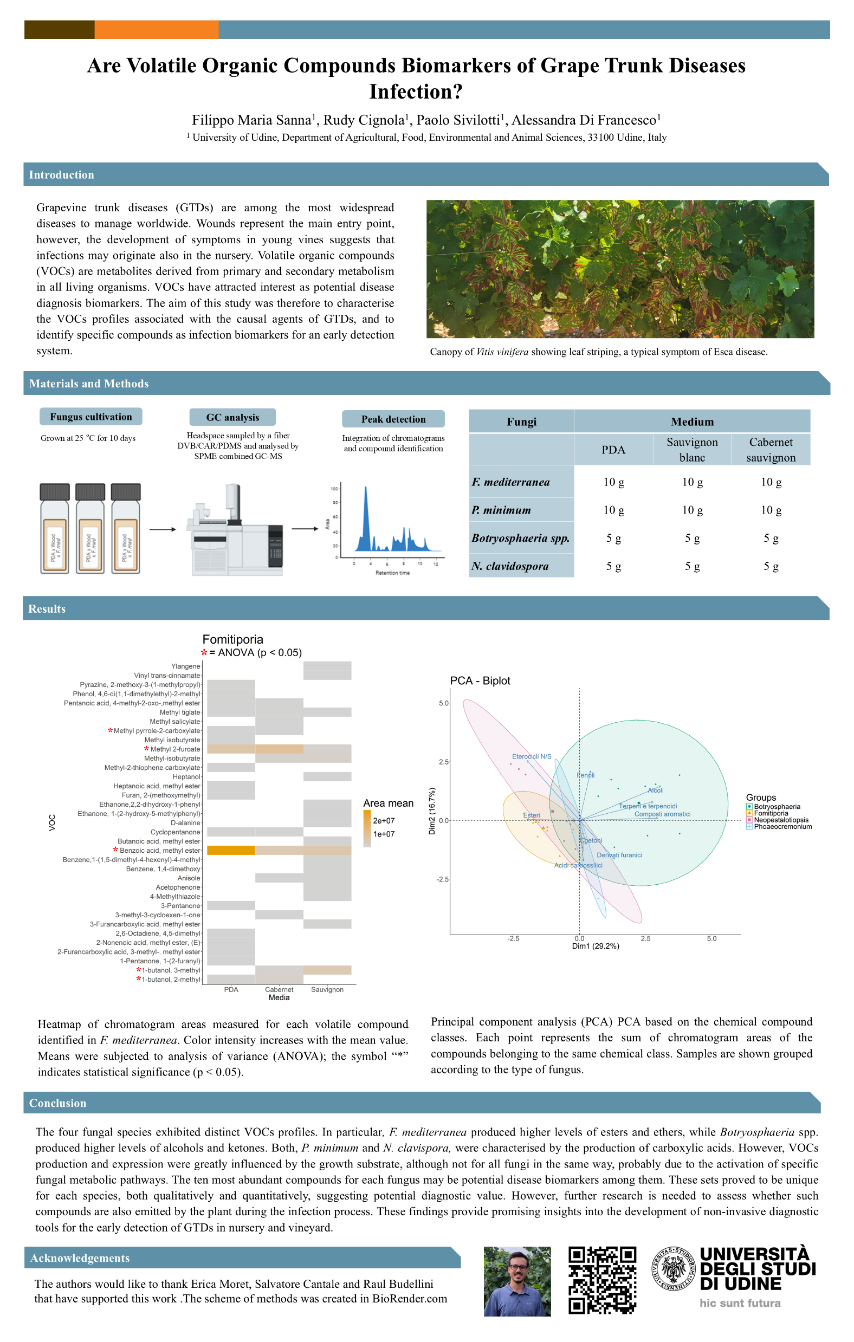 Are Volatile Organic Compounds Biomarkers of Grape Trunk Diseases
Infection?
Filippo Maria Sanna¹, Rudy Cignola¹, Paolo Sivilotti¹, Alessandra Di Francesco¹
¹ University of Udine, Department of Agricultural, Food, Environmental and Animal Sciences, 33100 Udine, Italy
Introduction
Grapevine trunk diseases (GTDs) are among the most widespread
diseases to manage worldwide. Wounds represent the main entry point,
however, the development of symptoms in young vines suggests that
infections may originate also in the nursery. Volatile organic compounds
(VOCs) are metabolites derived from primary and secondary metabolism
in all living organisms. VOCs have attracted interest as potential disease
diagnosis biomarkers. The aim of this study was therefore to characterise
the VOCs profiles associated with the causal agents of GTDs, and to
identify specific compounds as infection biomarkers for an early detection
system.
Canopy of Vitis vinifera showing leaf striping, a typical symptom of Esca disease.
Materials and Methods
Fungus cultivation
Grown at 25 °C for 10 days
GC analysis
Headspace sampled by a fiber
DVB/CAR/PDMS and analysed by
SPME combined GC-MS
Peak detection
Integration of chromatograms
and compound identification
PDA x Wood
x F. med
PDA x Wood
x F. med
PDA x Wood
x F. med
Area
100
80
60
40
20
2 4 6 8 10 12
Retention time
Fungi Medium
PDA Sauvignon blanc Cabernet sauvignon
F. mediterranea 10 g 10 g 10 g
P. minimum 10 g 10 g 10 g
Botryosphaeria spp. 5 g 5 g 5 g
N. clavidospora 5 g 5 g 5 g
Results
Fomitiporia
* = ANOVA (p < 0.05)
VOC
Ylangene
Vinyl trans-cinnamate
Pyrazine, 2-methoxy-3-(1-methylpropyl)
Phenol, 4,6-di(1,1-dimethylethyl)-2-methyl
Pentanoic acid, 4-methyl-2-oxo-,methyl ester
Methyl tiglate
Methyl salicylate
*Methyl pyrrole-2-carboxylate
Methyl isobutyrate
*Methyl 2-furoate
Methyl-isobutyrate
Methyl-2-thiophene carboxylate
Heptanol
Heptanoic acid, methyl ester
Furan, 2-(methoxymethyl)
Ethanone,2,2-dihydroxy-1-phenyl
Ethanone, 1-(2-hydroxy-5-methylphenyl)
D-alanine
Cyclopentanone
Butanoic acid, methyl ester
*Benzoic acid, methyl ester
Benzene,1-(1,5-dimethyl-4-hexenyl)-4-methyl
Benzene, 1,4-dimethoxy
Anisole
Acetophenone
4-Methylthiazole
3-Pentanone
3-methyl-3-cyclohexen-1-one
3-Furancarboxylic acid, methyl ester
2,6-Octadiene, 4,5-dimethyl
2-Nonenoic acid, methyl ester, (E)
2-Furancarboxylic acid, 3-methyl-, methyl ester
1-Pentanone, 1-(2-furanyl)
*1-butanol, 3-methyl
*1-butanol, 2-methyl
PDA Cabernet Sauvignon
Media
Area mean
2e+07
1e+07
PCA - Biplot
Dim2 (16.7%)
5.0
2.5
0.0
-2.5
-2.5 0.0 2.5 5.0
Dim1 (29.2%)
Eterocicli N/S
Fenoli
Alcoli
Terpeni e terpenoidi
Composti aromatici
Esteri
Chetoni
Derivati furanici
Acidi carbossilici
Groups
Botryosphaeria
Fomitiporia
Neopestalotiopsis
Phaeoacremonium
Heatmap of chromatogram areas measured for each volatile compound
identified in F. mediterranea. Color intensity increases with the mean value.
Means were subjected to analysis of variance (ANOVA); the symbol “*”
indicates statistical significance (p < 0.05).
Principal component analysis (PCA) PCA based on the chemical compound
classes. Each point represents the sum of chromatogram areas of the
compounds belonging to the same chemical class. Samples are shown grouped
according to the type of fungus.
Conclusion
The four fungal species exhibited distinct VOCs profiles. In particular, F. mediterranea produced higher levels of esters and ethers, while Botryosphaeria spp.
produced higher levels of alcohols and ketones. Both, P. minimum and N. clavispora, were characterised by the production of carboxylic acids. However, VOCs
production and expression were greatly influenced by the growth substrate, although not for all fungi in the same way, probably due to the activation of specific
fungal metabolic pathways. The ten most abundant compounds for each fungus may be potential disease biomarkers among them. These sets proved to be unique
for each species, both qualitatively and quantitatively, suggesting potential diagnostic value. However, further research is needed to assess whether such
compounds are also emitted by the plant during the infection process. These findings provide promising insights into the development of non-invasive diagnostic
tools for the early detection of GTDs in nursery and vineyard.
Acknowledgements
The authors would like to thank Erica Moret, Salvatore Cantale and Raul Budellini
that have supported this work .The scheme of methods was created in BioRender.com
UNIVERSITÀ
DEGLI STUDI
DI UDINE
hic sunt futura